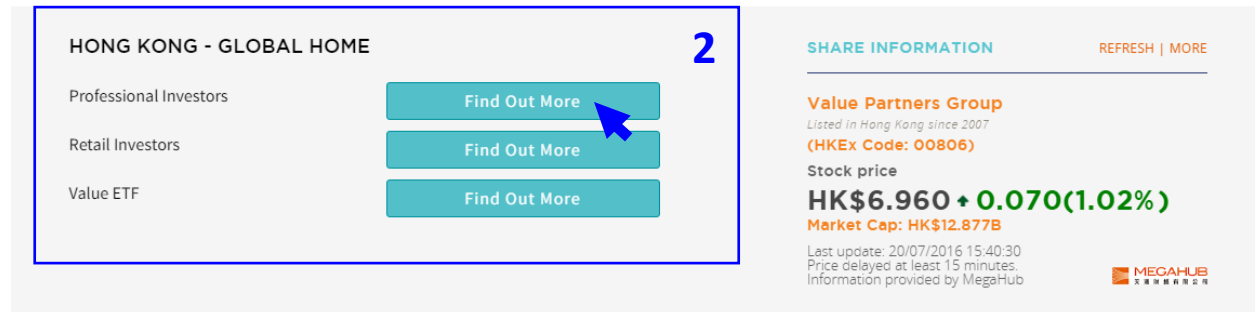 HONG KONG - GLOBAL HOME
2
Professional Investors
Find Out More
Retail Investors
Find Out More
Value ETF
Find Out More
SHARE INFORMATION
REFRESH | MORE
Value Partners Group
Listed in Hong Kong since 2007
(HKEx Code: 00806)
Stock price
HK$6.960 0.070(1.02%)
Market Cap: HK$12.877B
Last update: 20/07/2016 15:40:30
Price delayed at least 15 minutes.
Information provided by MegaHub
MEGAHUB